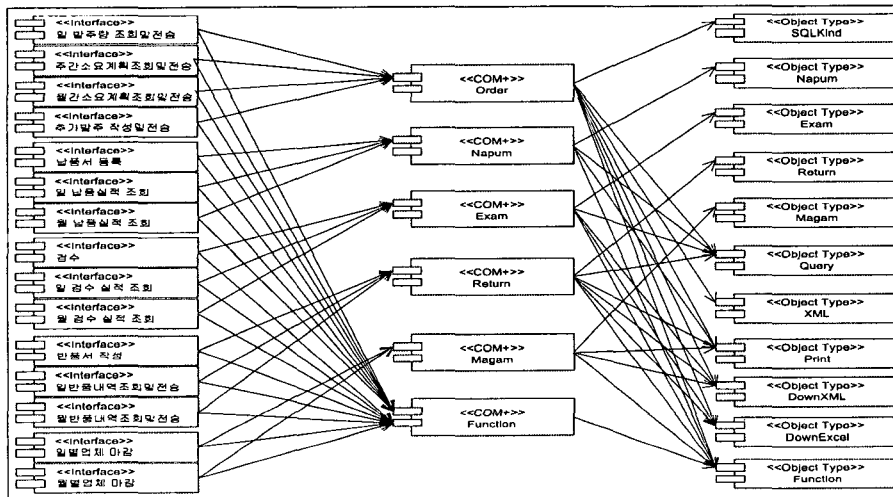 <<Interface>>
일 발주량 조회및전송
<<Interface>>
주간소요계획조회및전송
<<Interface>>
월간소요계획조회및전송
<<Interface>>
추가발주 작성및전송
<<Interface>>
납품서 등록
<<Interface>>
일 납품실적 조회
<<Interface>>
월 납품실적 조회
<<Interface>>
검수
<<Interface>>
일 검수 실적 조회
<<Interface>>
월 검수 실적 조회
<<Interface>>
반품서 작성
<<Interface>>
일반품내역조회및전송
<<Interface>>
월반품내역조회및전송
<<Interface>>
일별업체 마감
<<Interface>>
월별업체 마감
<<COM+>>
Order
<<COM+>>
Napum
<<COM+>>
Exam
<<COM+>>
Return
<<COM+>>
Magam
<<COM+>>
Function
<<Object Type>>
SQLKind
<<Object Type>>
Napum
<<Object Type>>
Exam
<<Object Type>>
Return
<<Object Type>>
Magam
<<Object Type>>
Query
<<Object Type>>
XML
<<Object Type>>
Print
<<Object Type>>
DownXML
<<Object Type>>
DownExcel
<<Object Type>>
Function